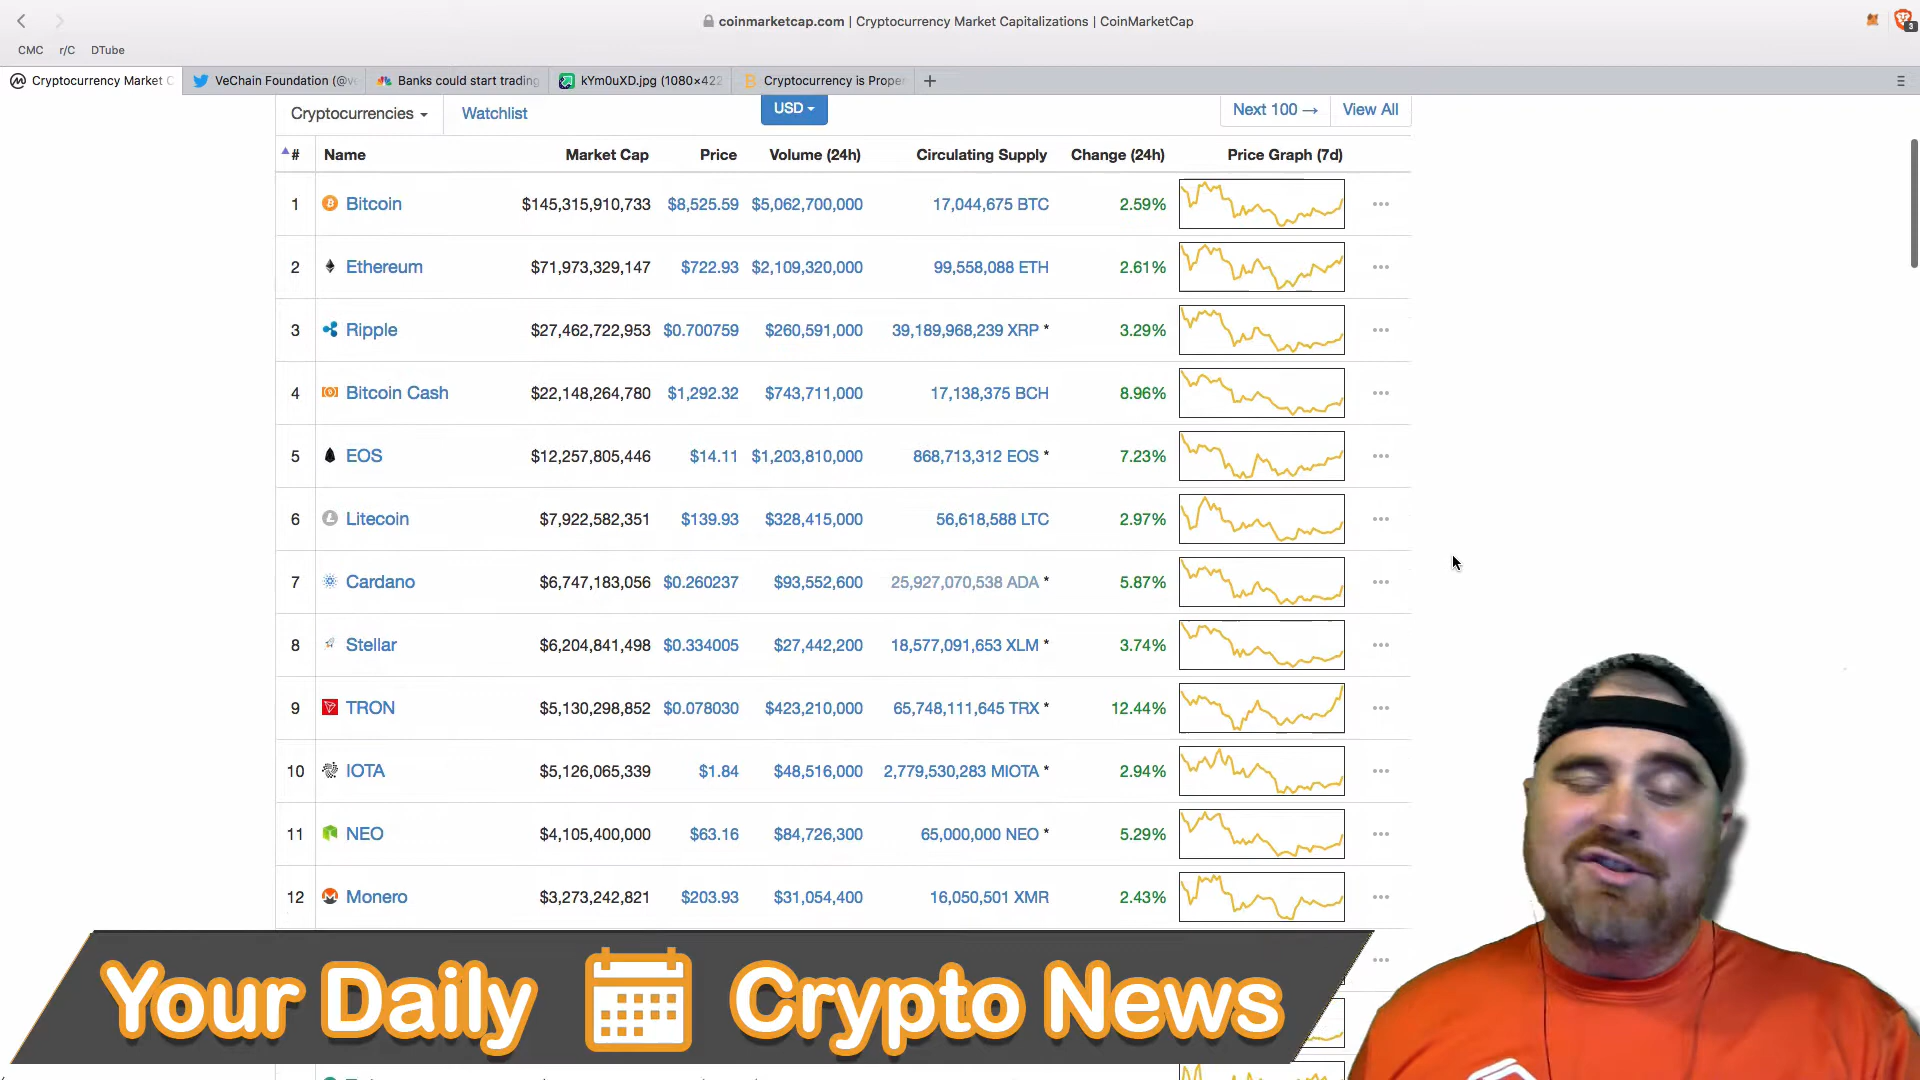 coinmarketcap.com | Cryptocurrency Market Capitalizations | CoinMarketCap
3
CMC r/C DTube
Cryptocurrency Market C VeChain Foundation (@ve Banks could start trading kYm0uXD.jpg (1080×422 Cryptocurrency is Proper +
Cryptocurrencies Watchlist USD Next 100 → View All
# Name Market Cap Price Volume (24h) Circulating Supply Change (24h) Price Graph (7d)
1 Bitcoin $145,315,910,733 $8,525.59 $5,062,700,000 17,044,675 BTC 2.59%
2 Ethereum $71,973,329,147 $722.93 $2,109,320,000 99,558,088 ETH 2.61%
3 Ripple $27,462,722,953 $0.700759 $260,591,000 39,189,968,239 XRP * 3.29%
4 Bitcoin Cash $22,148,264,780 $1,292.32 $743,711,000 17,138,375 BCH 8.96%
5 EOS $12,257,805,446 $14.11 $1,203,810,000 868,713,312 EOS * 7.23%
6 Litecoin $7,922,582,351 $139.93 $328,415,000 56,618,588 LTC 2.97%
7 Cardano $6,747,183,056 $0.260237 $93,552,600 25,927,070,538 ADA * 5.87%
8 Stellar $6,204,841,498 $0.334005 $27,442,200 18,577,091,653 XLM * 3.74%
9 TRON $5,130,298,852 $0.078030 $423,210,000 65,748,111,645 TRX * 12.44%
10 IOTA $5,126,065,339 $1.84 $48,516,000 2,779,530,283 MIOTA * 2.94%
11 NEO $4,105,400,000 $63.16 $84,726,300 65,000,000 NEO * 5.29%
12 Monero $3,273,242,821 $203.93 $31,054,400 16,050,501 XMR 2.43%
Your Daily Crypto News